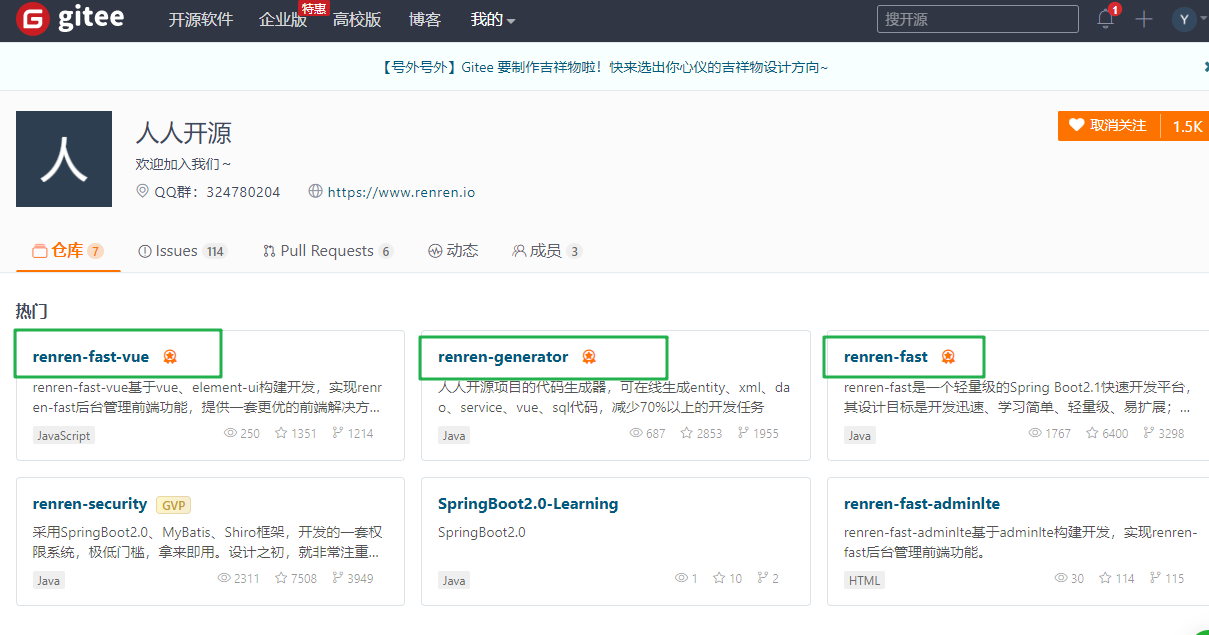 gitee 开源软件 企业版 特惠 高校版 博客 我的 搜开源 1 Y
【号外号外】Gitee 要制作吉祥物啦！快来选出你心仪的吉祥物设计方向~
人
人人开源
取消关注 1.5K
欢迎加入我们～
QQ群：324780204 https://www.renren.io
仓库 7 Issues 114 Pull Requests 6 动态 成员 3
热门
renren-fast-vue
renren-fast-vue基于vue、element-ui构建开发，实现renr
en-fast后台管理前端功能，提供一套更优的前端解决方...
JavaScript 250 1351 1214
renren-generator
人人开源项目的代码生成器，可在线生成entity、xml、da
o、service、vue、sql代码，减少70%以上的开发任务
Java 687 2853 1955
renren-fast
renren-fast是一个轻量级的Spring Boot2.1快速开发平台，
其设计目标是开发迅速、学习简单、轻量级、易扩展；...
Java 1767 6400 3298
renren-security GVP
采用SpringBoot2.0、MyBatis、Shiro框架，开发的一套权
限系统，极低门槛，拿来即用。设计之初，就非常注重...
Java 2311 7508 3949
SpringBoot2.0-Learning
SpringBoot2.0
Java 1 10 2
renren-fast-adminlte
renren-fast-adminlte基于adminlte构建开发，实现renren-
fast后台管理前端功能。
HTML 30 114 115